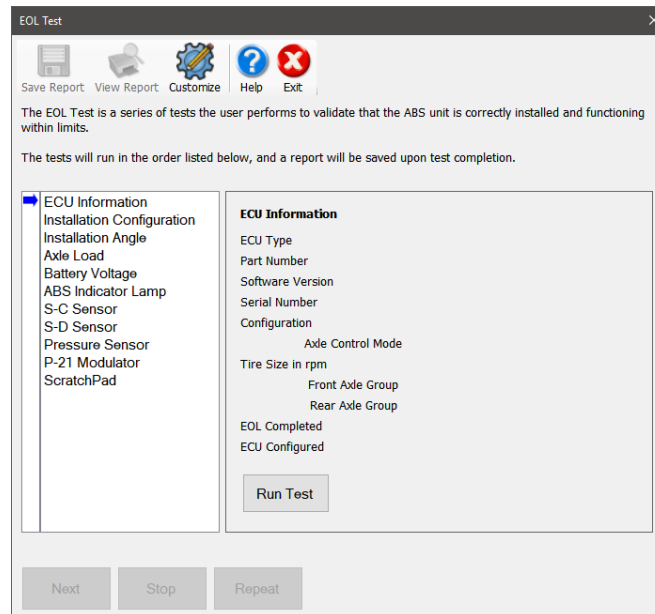 EOL Test
Save Report View Report Customize Help Exit
The EOL Test is a series of tests the user performs to validate that the ABS unit is correctly installed and functioning
within limits.
The tests will run in the order listed below, and a report will be saved upon test completion.
ECU Information
Installation Configuration
Installation Angle
Axle Load
Battery Voltage
ABS Indicator Lamp
S-C Sensor
S-D Sensor
Pressure Sensor
P-21 Modulator
ScratchPad
ECU Information
ECU Type
Part Number
Software Version
Serial Number
Configuration
Axle Control Mode
Tire Size in rpm
Front Axle Group
Rear Axle Group
EOL Completed
ECU Configured
Run Test
Next Stop Repeat